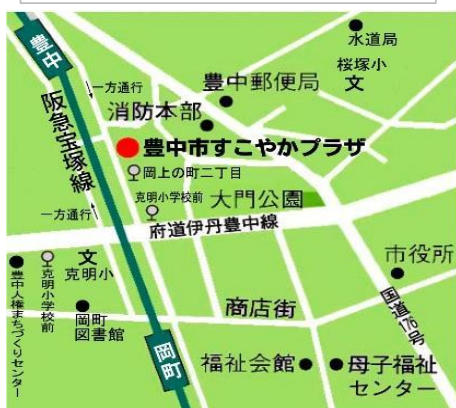 豊中
水道局
桜塚小
文
一方通行
豊中郵便局
阪急宝塚線
消防本部
豊中市すこやかプラザ
岡上の町二丁目
克明小学校前
大門公園
一方通行
府道伊丹豊中線
文
克明小
市役所
豊中人権まちづくりセンター
克明小学校前
岡町
図書館
商店街
国道176号
岡町
福祉会館
母子福祉
センター